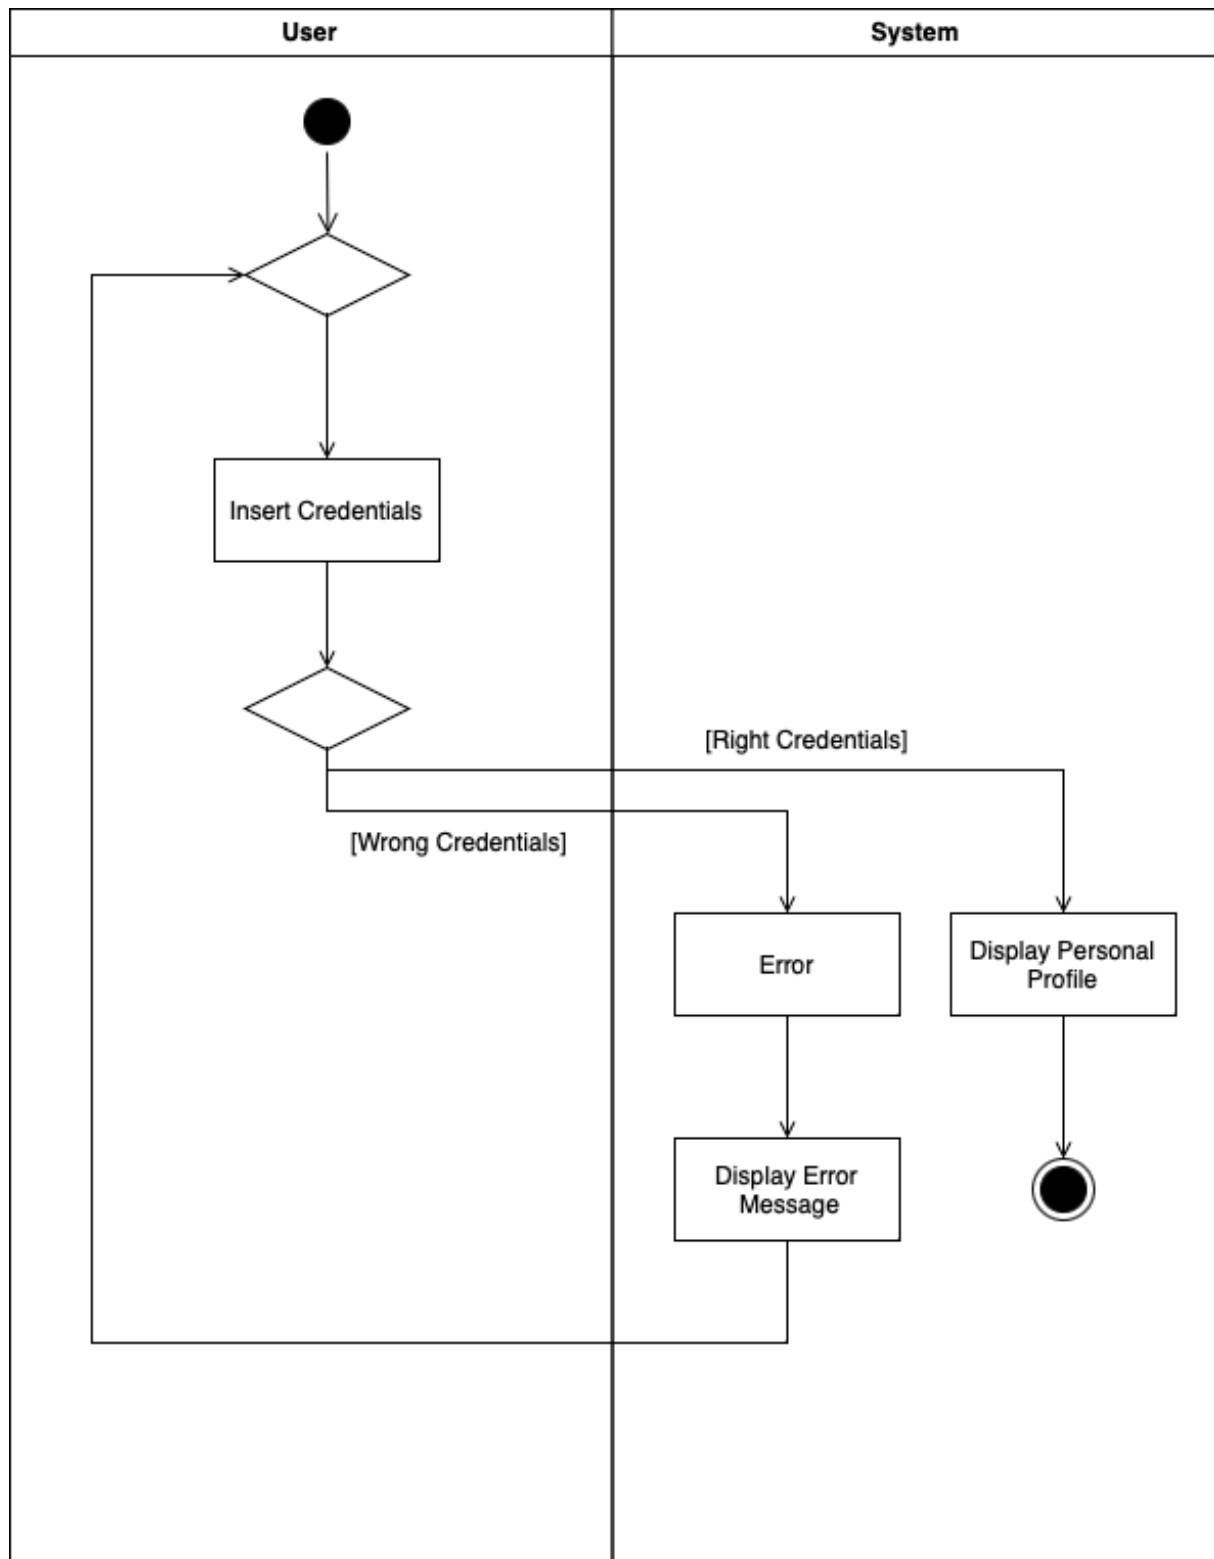 User
System
Insert Credentials
[Right Credentials]
[Wrong Credentials]
Error
Display Personal
Profile
Display Error
Message